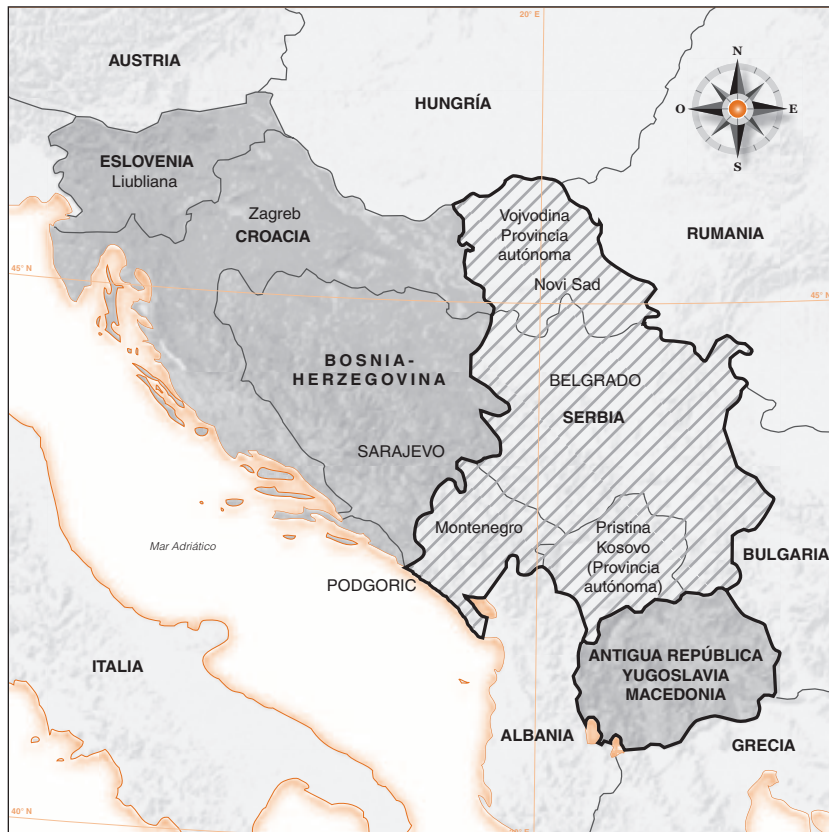 20° E
AUSTRIA
HUNGRÍA
N
O
E
S
ESLOVENIA
Liubliana
Zagreb
CROACIA
Vojvodina
Provincia
autónoma
RUMANIA
45° N
Novi Sad
45° N
BOSNIA-
HERZEGOVINA
BELGRADO
SERBIA
SARAJEVO
Montenegro
Pristina
Kosovo
(Provincia
autónoma)
Mar Adriático
BULGARIA
PODGORIC
ITALIA
ANTIGUA REPÚBLICA
YUGOSLAVIA
MACEDONIA
ALBANIA
GRECIA
40° N
20° E